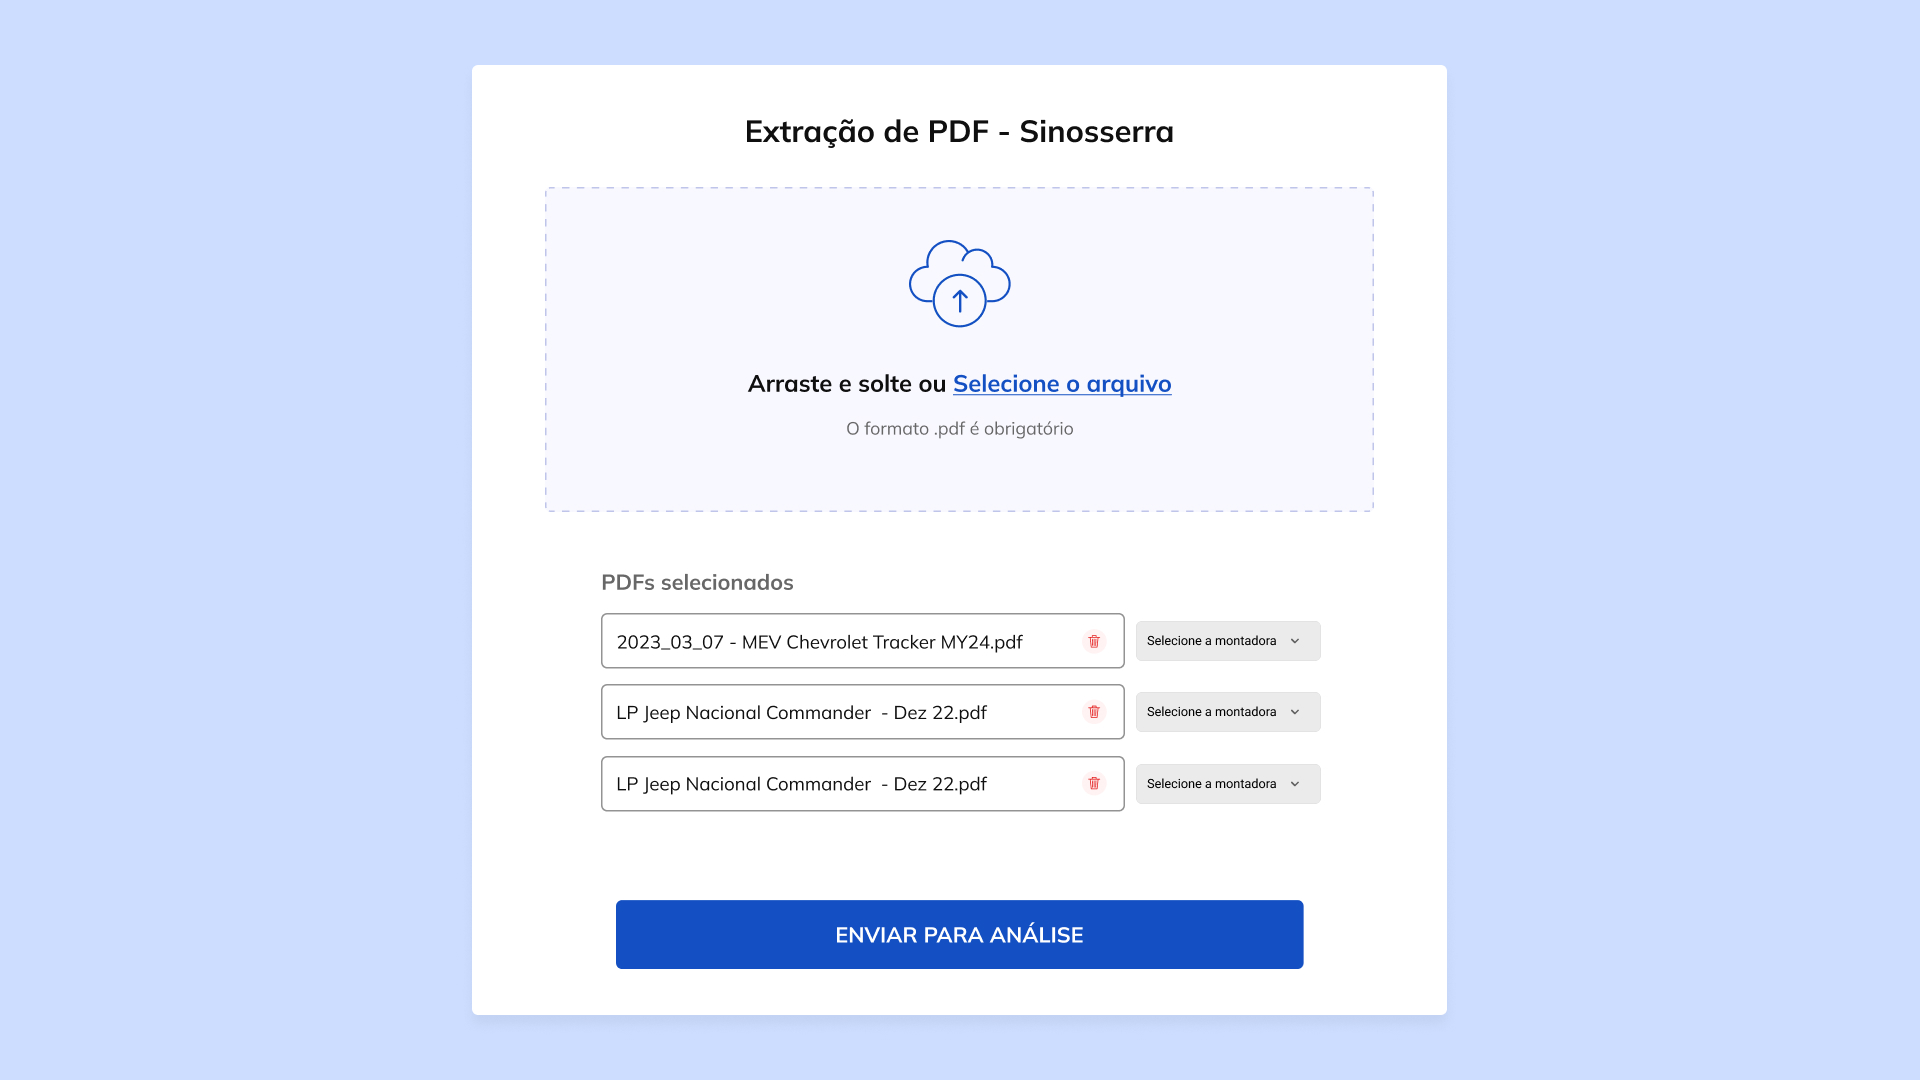 Extração de PDF - Sinosserra
Arraste e solte ou Selecione o arquivo
O formato .pdf é obrigatório
PDFs selecionados
2023_03_07 - MEV Chevrolet Tracker MY24.pdf Selecione a montadora
LP Jeep Nacional Commander  - Dez 22.pdf Selecione a montadora
LP Jeep Nacional Commander  - Dez 22.pdf Selecione a montadora
ENVIAR PARA ANÁLISE